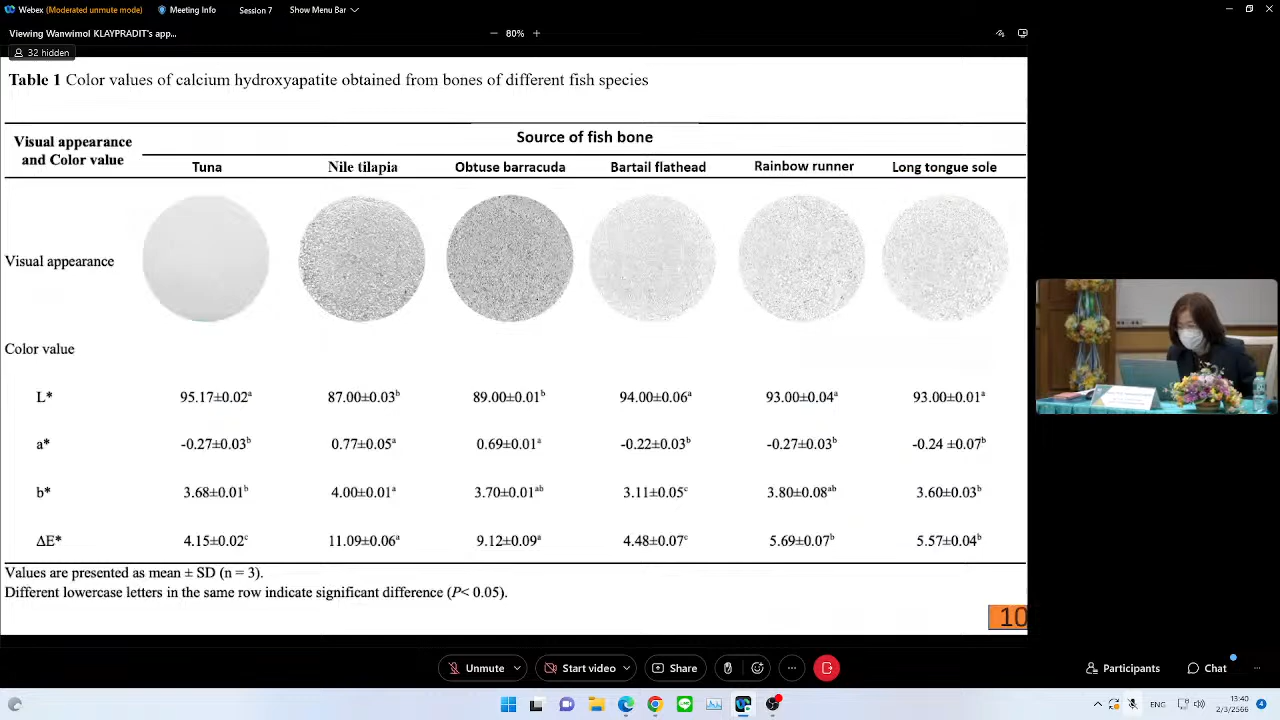 Webex (Moderated unmute mode) Meeting Info Session 7 Show Menu Bar
Viewing Wanwimol KLAYPRADIT's app... 80%
32 hidden
Table 1 Color values of calcium hydroxyapatite obtained from bones of different fish species
Visual appearance and Color value
Source of fish bone
Tuna Nile tilapia Obtuse barracuda Bartail flathead Rainbow runner Long tongue sole
Visual appearance
Color value
L* 95.17±0.02ᵃ 87.00±0.03ᵇ 89.00±0.01ᵇ 94.00±0.06ᵃ 93.00±0.04ᵃ 93.00±0.01ᵃ
a* -0.27±0.03ᵇ 0.77±0.05ᵃ 0.69±0.01ᵃ -0.22±0.03ᵇ -0.27±0.03ᵇ -0.24 ±0.07ᵇ
b* 3.68±0.01ᵇ 4.00±0.01ᵃ 3.70±0.01ᵃᵇ 3.11±0.05ᶜ 3.80±0.08ᵃᵇ 3.60±0.03ᵇ
ΔE* 4.15±0.02ᶜ 11.09±0.06ᵃ 9.12±0.09ᵃ 4.48±0.07ᶜ 5.69±0.07ᵇ 5.57±0.04ᵇ
Values are presented as mean ± SD (n = 3).
Different lowercase letters in the same row indicate significant difference (P< 0.05).
10
Unmute Start video Share Participants Chat
ENG 13:40
2/3/2566